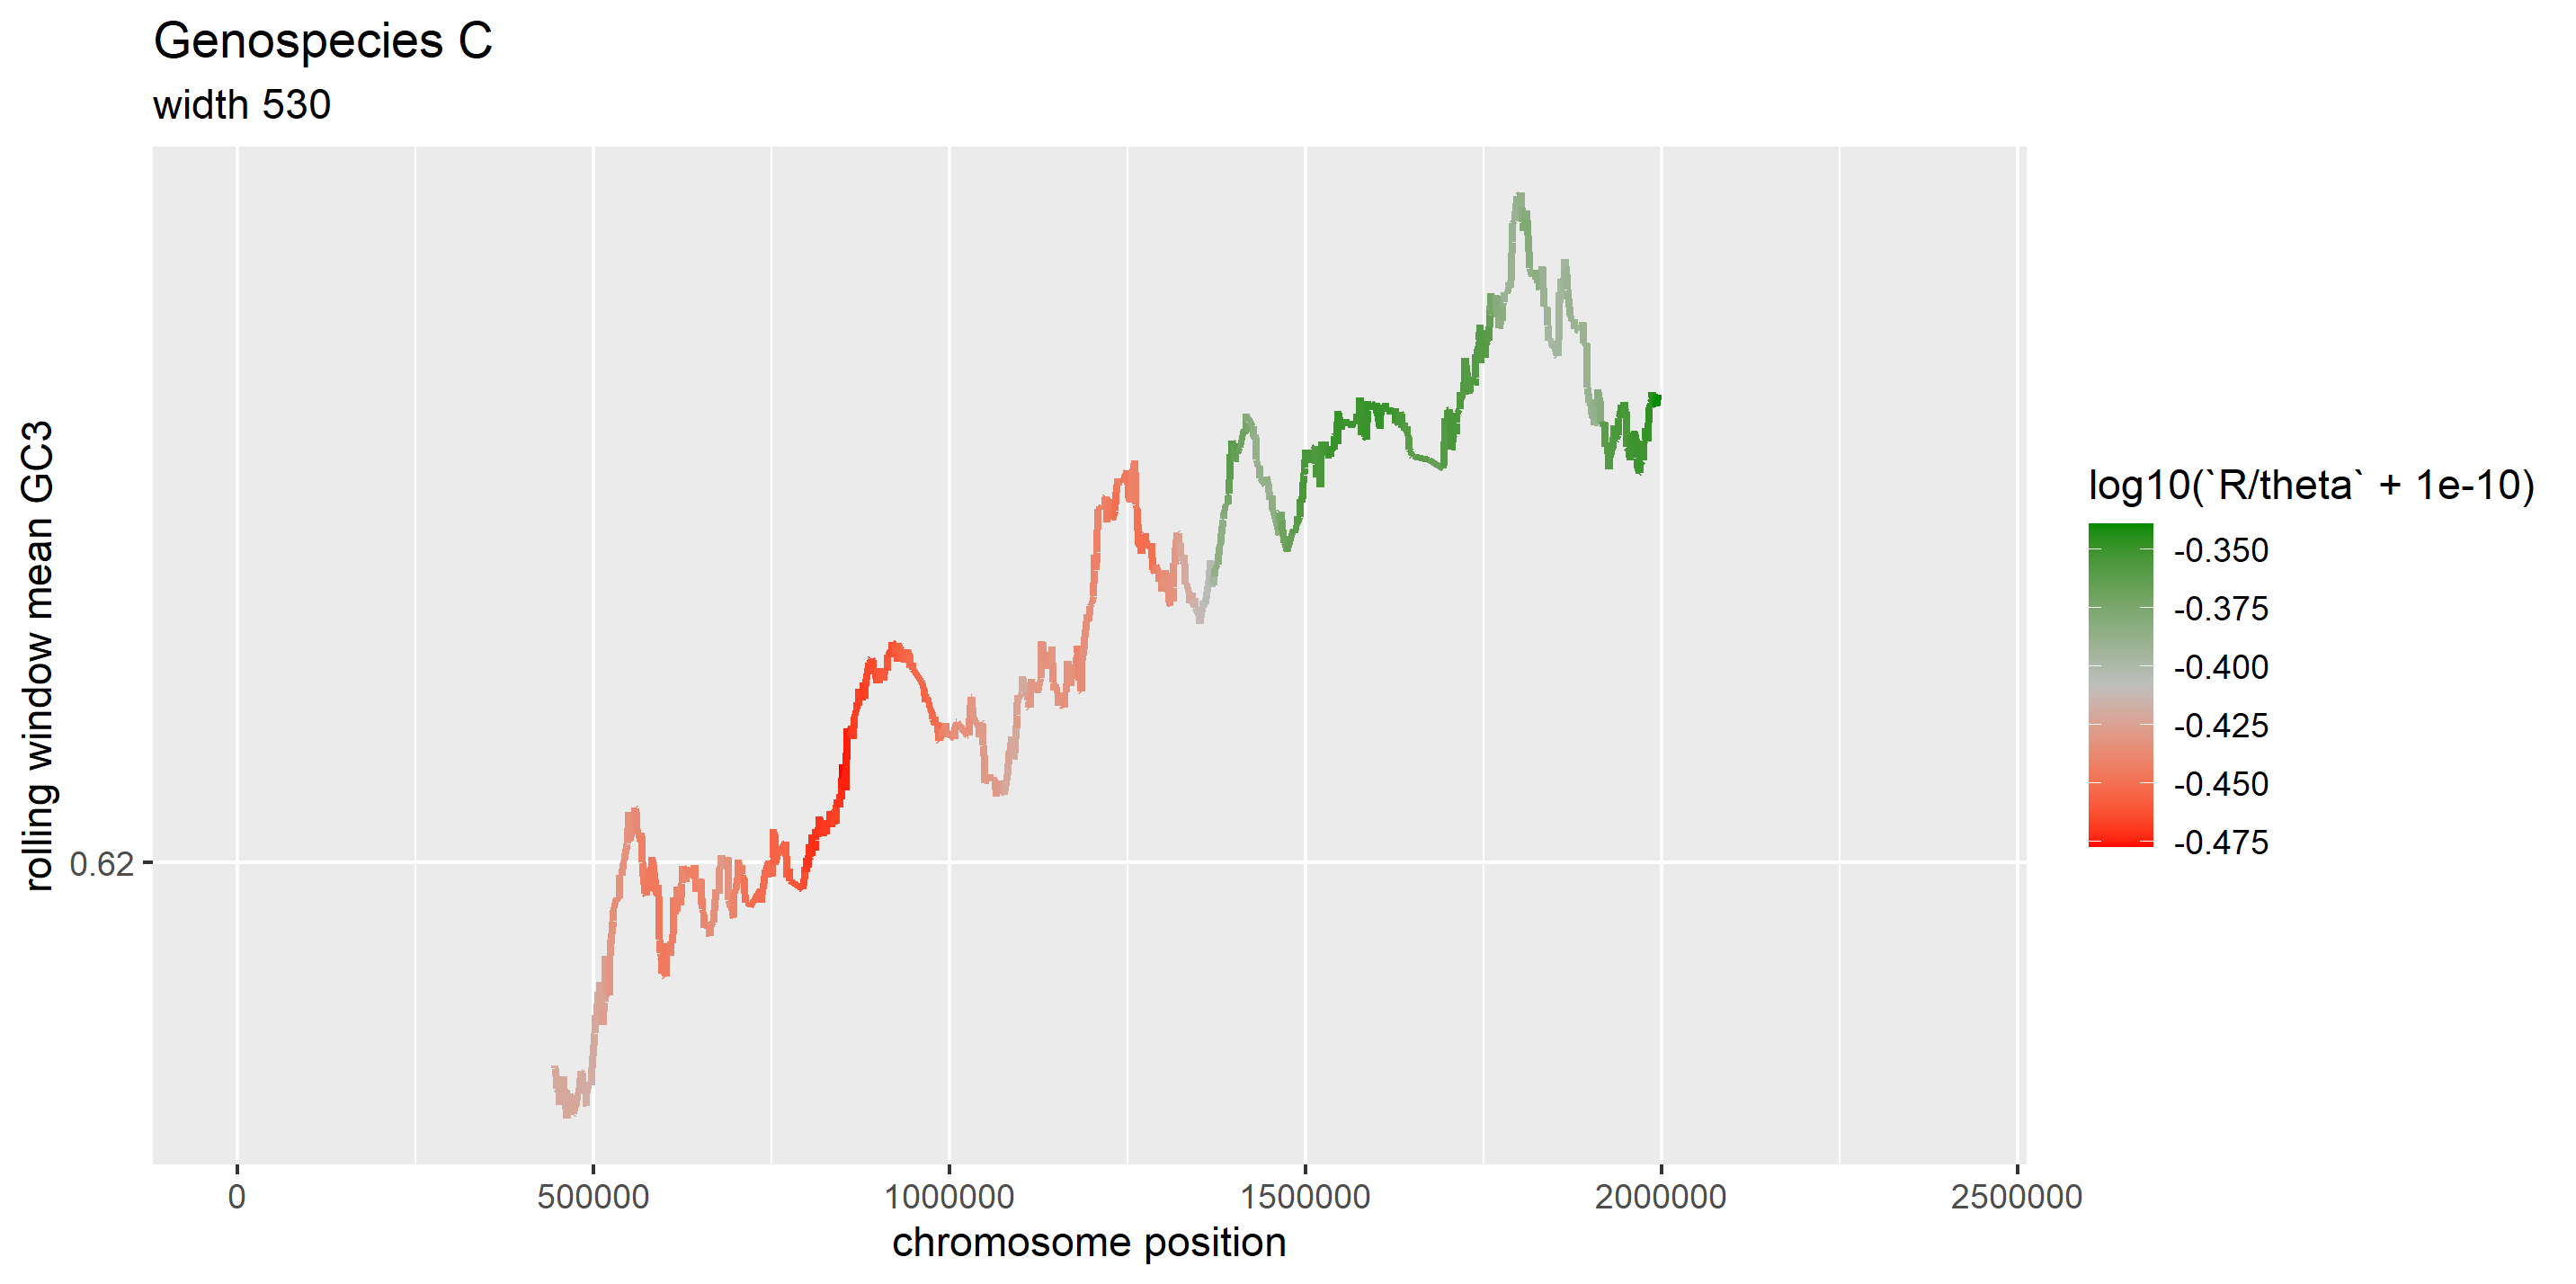 Genospecies C
width 530
rolling window mean GC3
0.62
0
500000
1000000
1500000
2000000
2500000
chromosome position
log10(`R/theta` + 1e-10)
-0.350
-0.375
-0.400
-0.425
-0.450
-0.475